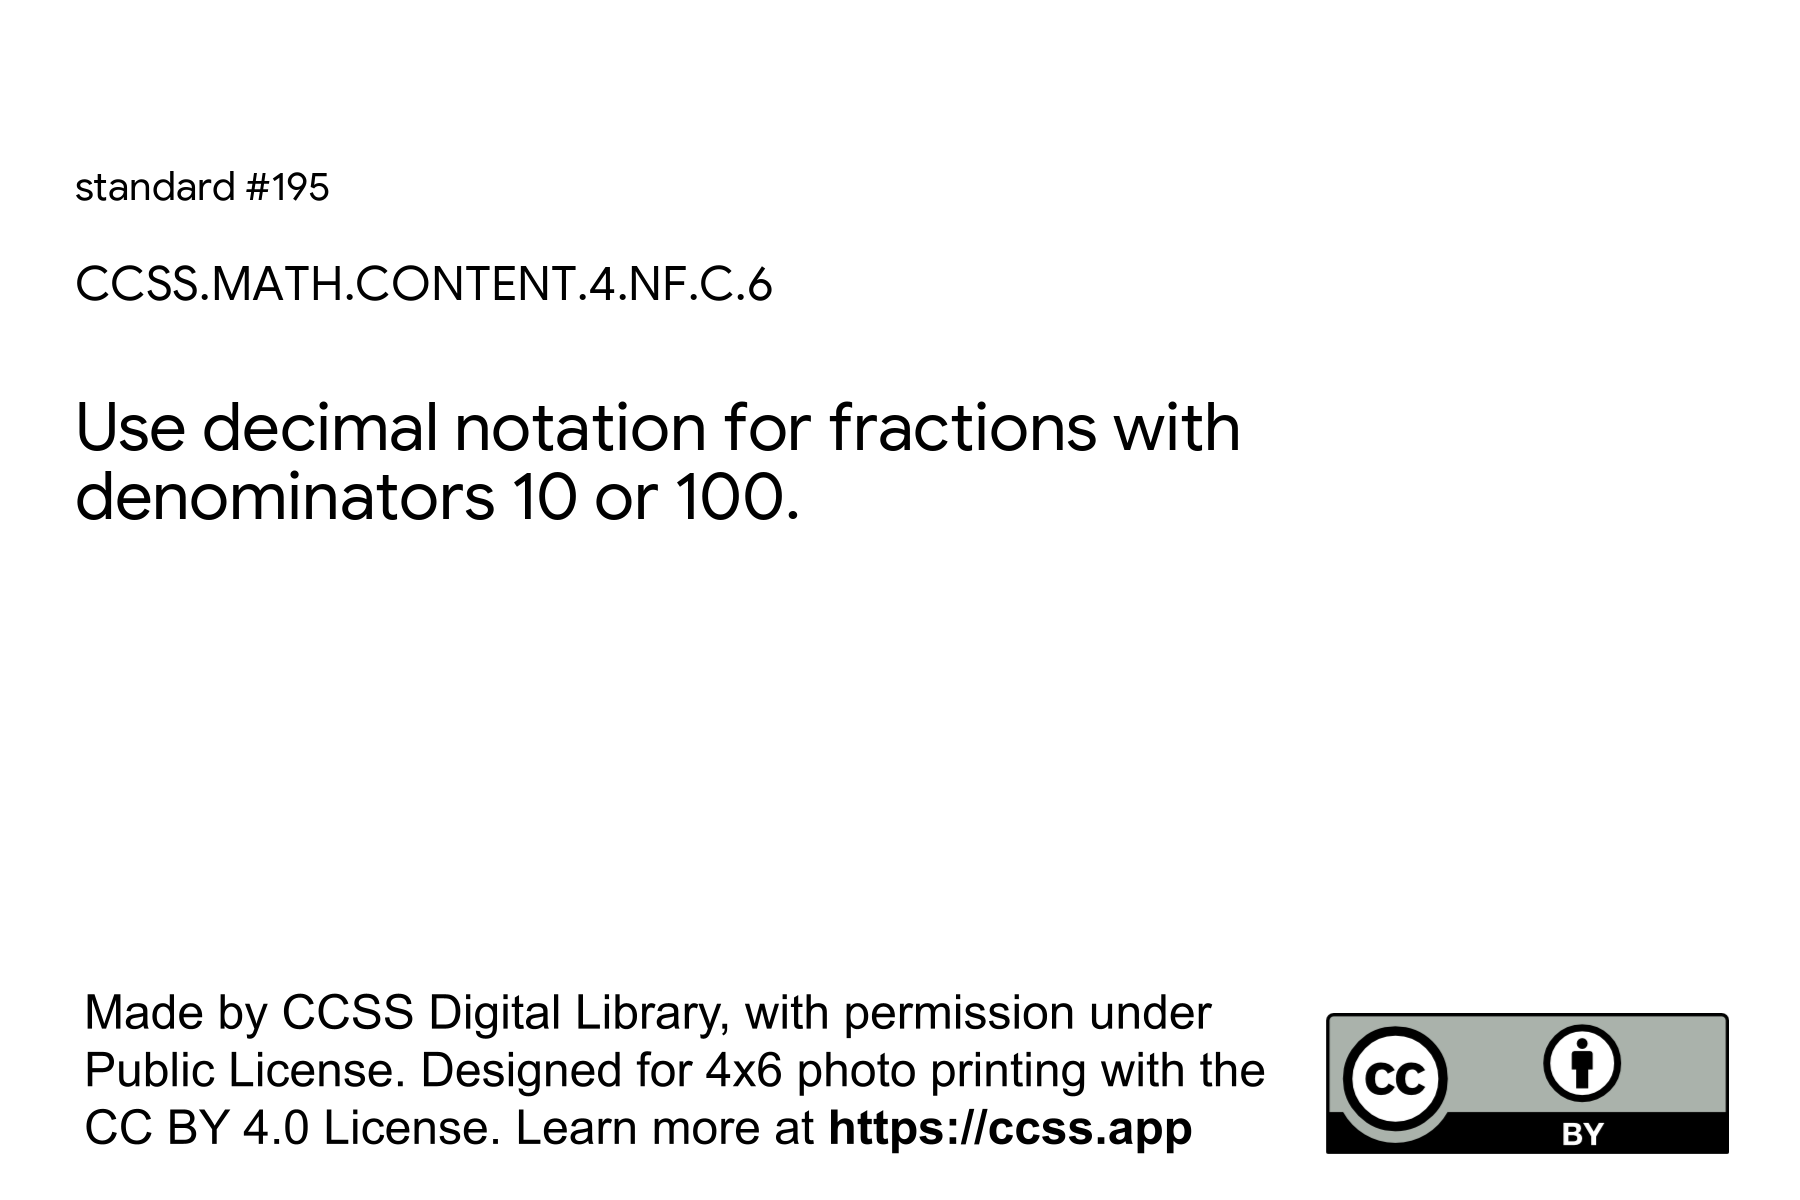 standard #195
CCSS.MATH.CONTENT.4.NF.C.6
Use decimal notation for fractions with
denominators 10 or 100.
Made by CCSS Digital Library, with permission under
Public License. Designed for 4x6 photo printing with the
CC BY 4.0 License. Learn more at https://ccss.app
cc
BY